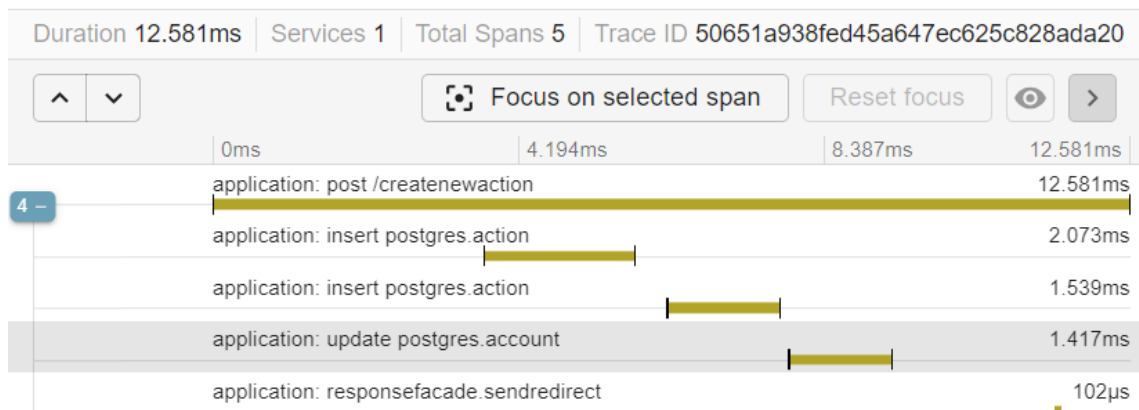 Duration 12.581ms Services 1 Total Spans 5 Trace ID 50651a938fed45a647ec625c828ada20
Focus on selected span Reset focus
0ms 4.194ms 8.387ms 12.581ms
application: post /createnewaction 12.581ms
4 −
application: insert postgres.action 2.073ms
application: insert postgres.action 1.539ms
application: update postgres.account 1.417ms
application: responsefacade.sendredirect 102µs